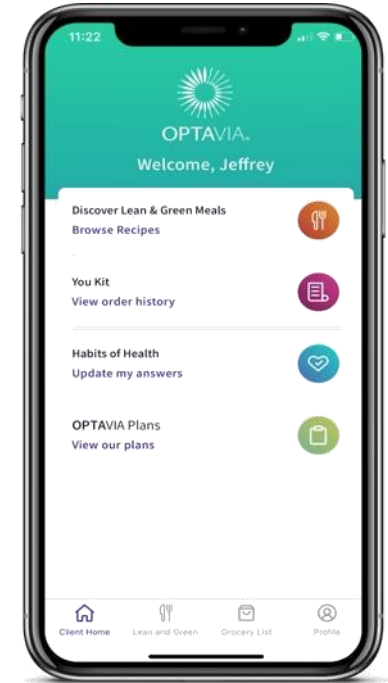 11:22
OPTAVIA.
Welcome, Jeffrey
Discover Lean & Green Meals
Browse Recipes
You Kit
View order history
Habits of Health
Update my answers
OPTAVIA Plans
View our plans
Client Home
Lean and Green
Grocery List
Profile